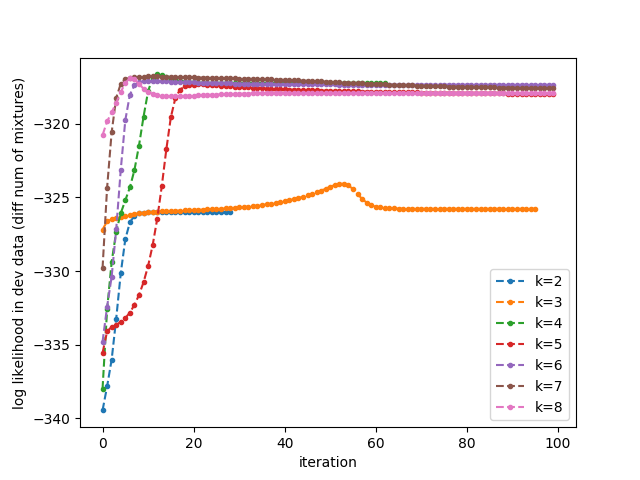 log likelihood in dev data (diff num of mixtures)
−320
−325
−330
−335
−340
0
20
40
60
80
100
iteration
k=2
k=3
k=4
k=5
k=6
k=7
k=8